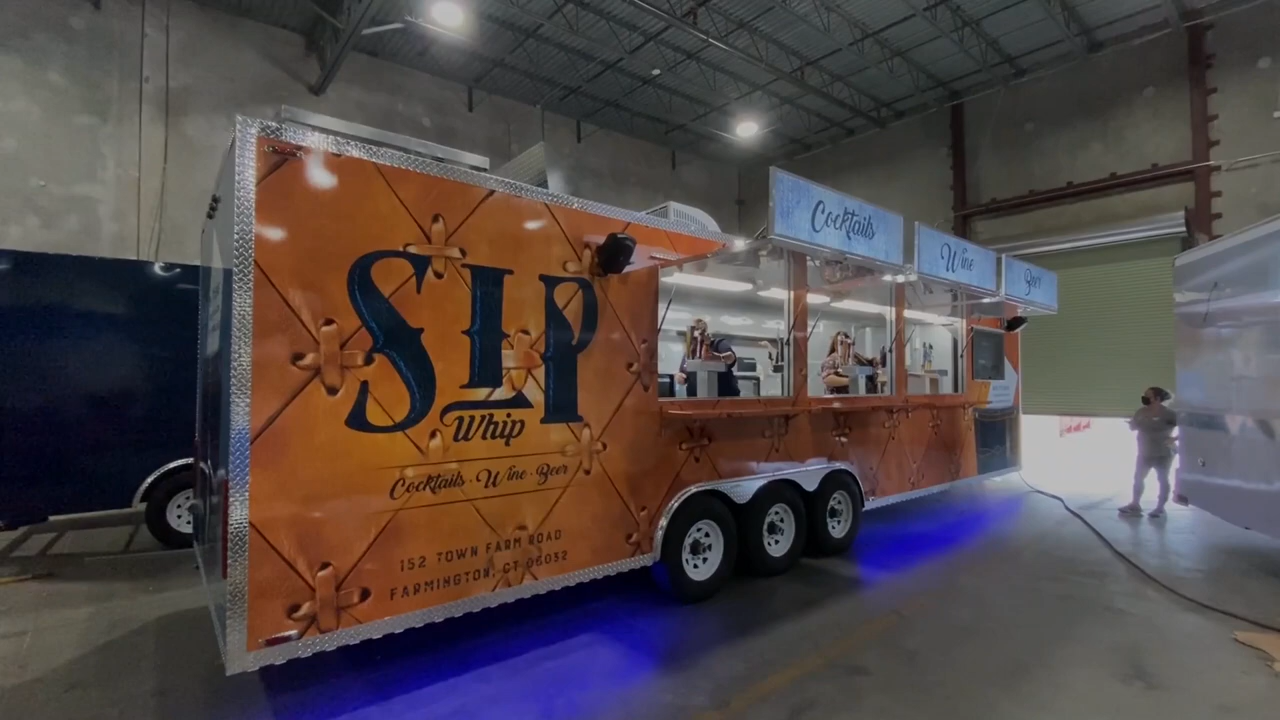 SIP
Whip
Cocktails · Wine · Beer
152 TOWN FARM ROAD
FARMINGTON, CT 06032
Cocktails
Wine
Beer